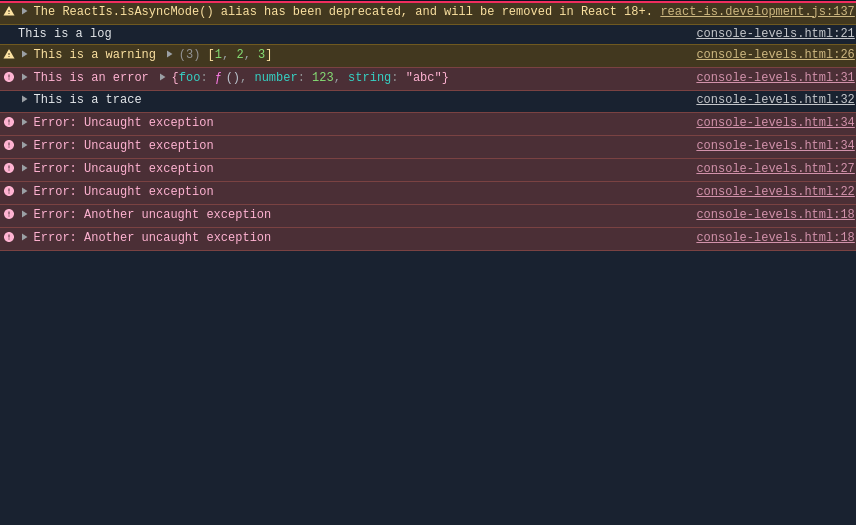 The ReactIs.isAsyncMode() alias has been deprecated, and will be removed in React 18+. react-is.development.js:137
This is a log console-levels.html:21
This is a warning (3) [1, 2, 3] console-levels.html:26
This is an error {foo: ƒ (), number: 123, string: "abc"} console-levels.html:31
This is a trace console-levels.html:32
Error: Uncaught exception console-levels.html:34
Error: Uncaught exception console-levels.html:34
Error: Uncaught exception console-levels.html:27
Error: Uncaught exception console-levels.html:22
Error: Another uncaught exception console-levels.html:18
Error: Another uncaught exception console-levels.html:18